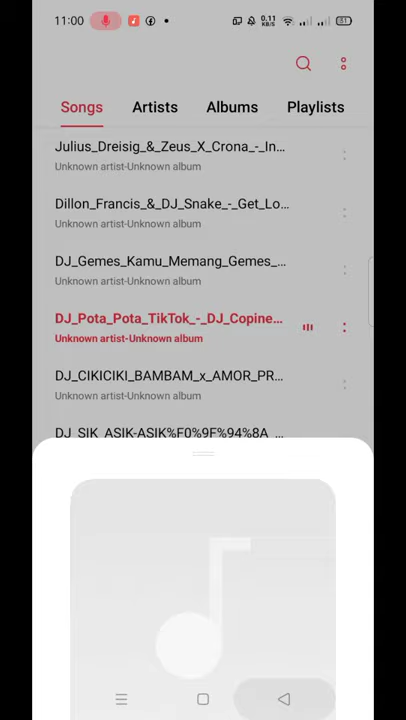 11:00
0.11
KB/S
61
Songs Artists Albums Playlists
Julius_Dreisig_&_Zeus_X_Crona_-_In…
Unknown artist-Unknown album
Dillon_Francis_&_DJ_Snake_-_Get_Lo…
Unknown artist-Unknown album
DJ_Gemes_Kamu_Memang_Gemes_-…
Unknown artist-Unknown album
DJ_Pota_Pota_TikTok_-_DJ_Copine…
Unknown artist-Unknown album
DJ_CIKICIKI_BAMBAM_x_AMOR_PR…
Unknown artist-Unknown album
DJ_SIK_ASIK-ASIK%F0%9F%94%8A_…